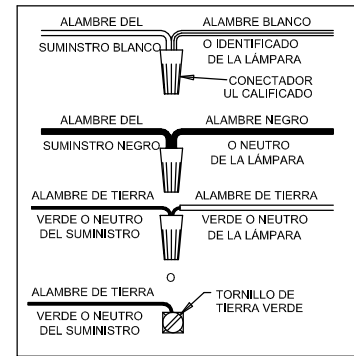 ALAMBRE DEL
SUMINSTRO BLANCO
ALAMBRE BLANCO
O IDENTIFICADO
DE LA LÁMPARA
CONECTADOR
UL CALIFICADO
ALAMBRE DEL
SUMINSTRO NEGRO
ALAMBRE NEGRO
O NEUTRO
DE LA LÁMPARA
ALAMBRE DE TIERRA
VERDE O NEUTRO
DEL SUMINISTRO
ALAMBRE DE TIERRA
VERDE O NEUTRO
DE LA LÁMPARA
O
ALAMBRE DE TIERRA
VERDE O NEUTRO
DEL SUMINISTRO
TORNILLO DE
TIERRA VERDE